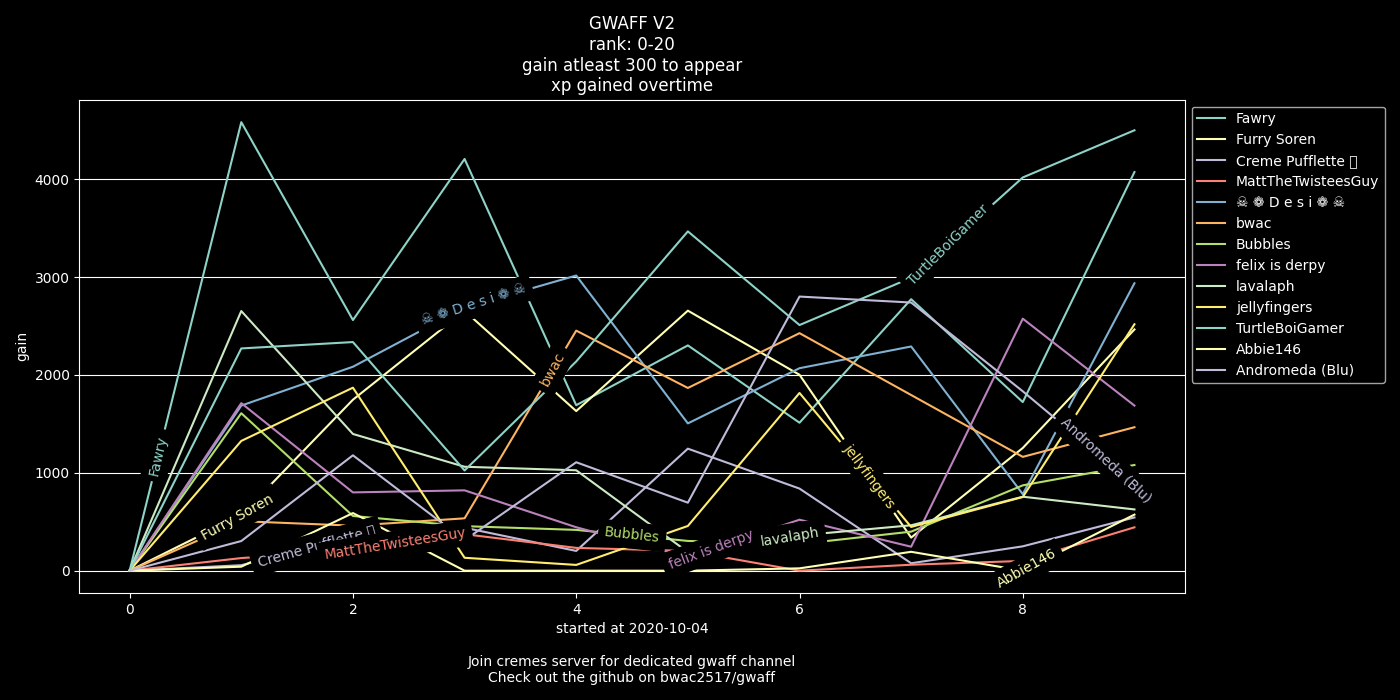 GWAFF V2
rank: 0-20
gain atleast 300 to appear
xp gained overtime
gain
4000
3000
2000
1000
0
0
2
4
6
8
Fawry
Furry Soren
Creme Pufflette
MattTheTwisteesGuy
☠ ❁ D e s i ❁ ☠
bwac
Bubbles
felix is derpy
lavalaph
jellyfingers
TurtleBoiGamer
Abbie146
Andromeda (Blu)
started at 2020-10-04
Join cremes server for dedicated gwaff channel
Check out the github on bwac2517/gwaff
Fawry
Furry Soren
Creme Pufflette ▯
MattTheTwisteesGuy
☠ ❁ D e s i ❁ ☠
bwac
Bubbles
felix is derpy
lavalaph
jellyfingers
TurtleBoiGamer
Abbie146
Andromeda (Blu)